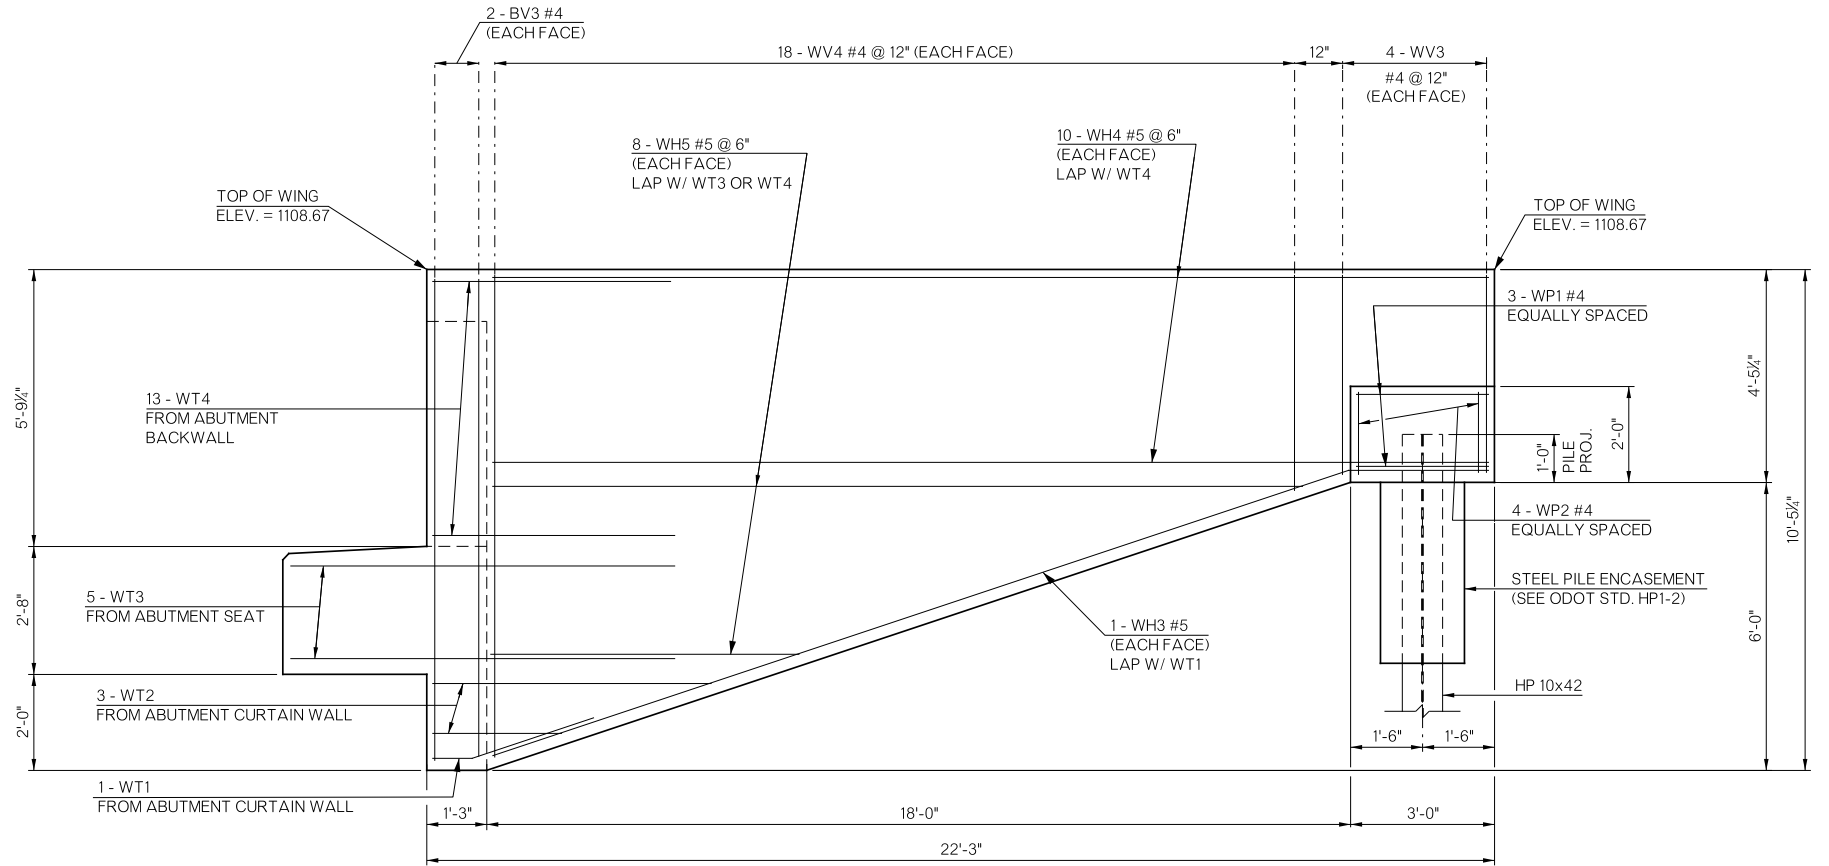 2 - BV3 #4
(EACH FACE)
18 - WV4 #4 @ 12" (EACH FACE)
12"
4 - WV3
#4 @ 12"
(EACH FACE)
8 - WH5 #5 @ 6"
(EACH FACE)
LAP W/ WT3 OR WT4
10 - WH4 #5 @ 6"
(EACH FACE)
LAP W/ WT4
TOP OF WING
ELEV. = 1108.67
TOP OF WING
ELEV. = 1108.67
3 - WP1 #4
EQUALLY SPACED
5'-9¼"
13 - WT4
FROM ABUTMENT
BACKWALL
4'-5¼"
2'-0"
1'-0"
PILE
PROJ.
10'-5¼"
4 - WP2 #4
EQUALLY SPACED
STEEL PILE ENCASEMENT
(SEE ODOT STD. HP1-2)
2'-8"
5 - WT3
FROM ABUTMENT SEAT
1 - WH3 #5
(EACH FACE)
LAP W/ WT1
6'-0"
HP 10x42
2'-0"
3 - WT2
FROM ABUTMENT CURTAIN WALL
1'-6"
1'-6"
1 - WT1
FROM ABUTMENT CURTAIN WALL
1'-3"
18'-0"
3'-0"
22'-3"